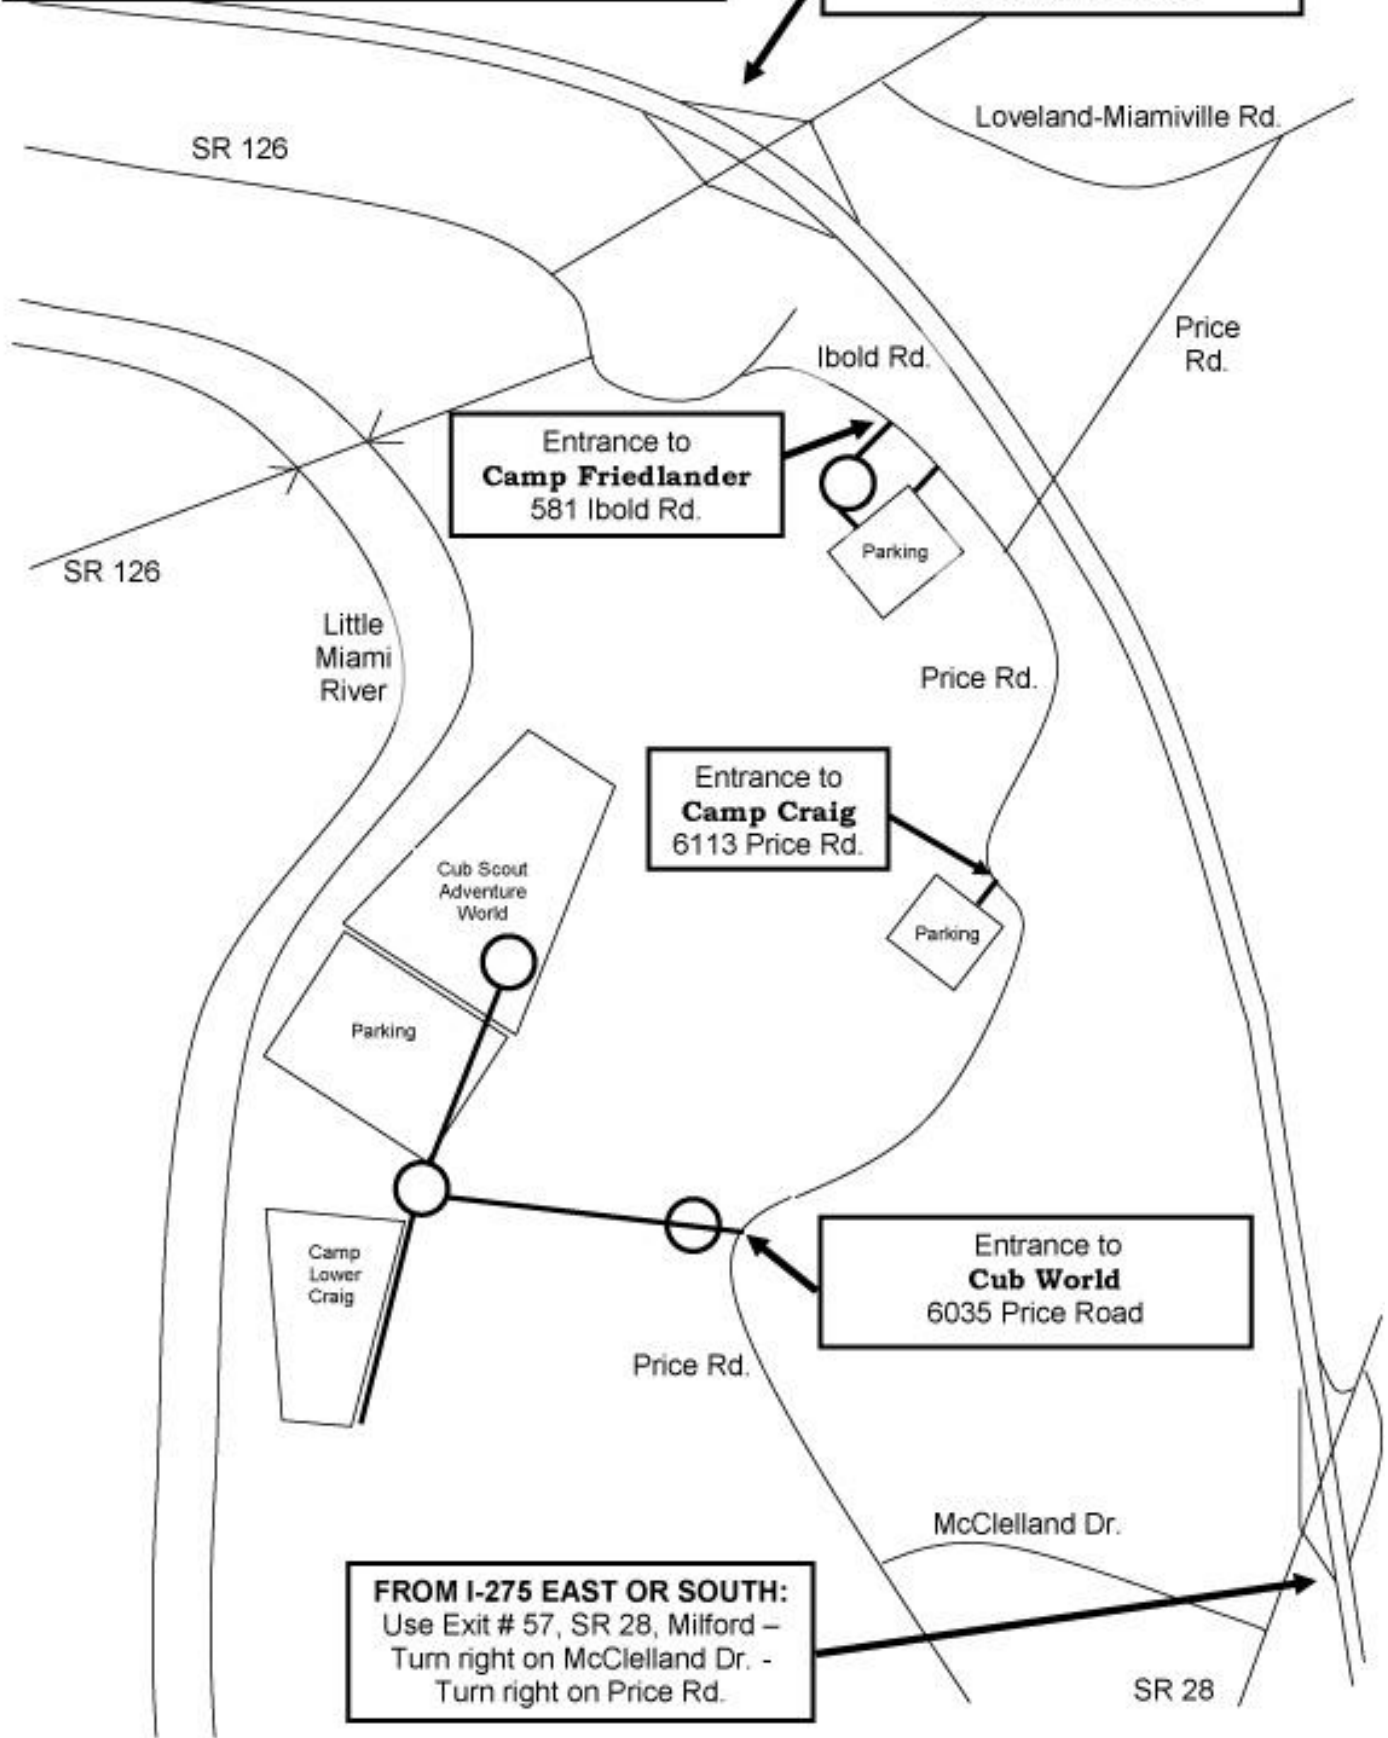 Loveland-Miamiville Rd.
SR 126
Price
Rd.
Ibold Rd.
Entrance to
Camp Friedlander
581 Ibold Rd.
Parking
SR 126
Little
Miami
River
Price Rd.
Entrance to
Camp Craig
6113 Price Rd.
Cub Scout
Adventure
World
Parking
Parking
Entrance to
Cub World
6035 Price Road
Camp
Lower
Craig
Price Rd.
McClelland Dr.
FROM I-275 EAST OR SOUTH:
Use Exit # 57, SR 28, Milford –
Turn right on McClelland Dr. -
Turn right on Price Rd.
SR 28